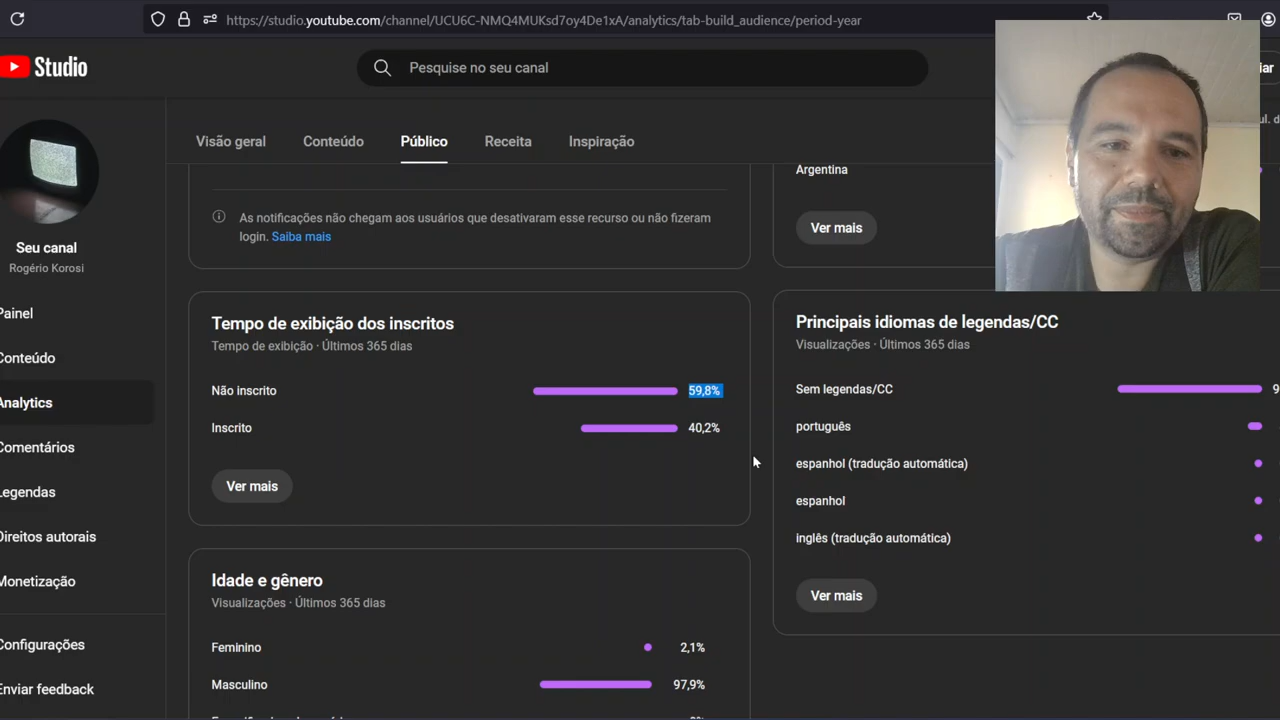 https://studio.youtube.com/channel/UCU6C-NMQ4MUKsd7oy4De1xA/analytics/tab-build_audience/period-year
Studio
Pesquise no seu canal
iar
Visão geral
Conteúdo
Público
Receita
Inspiração
ul. d
Seu canal
Rogério Korosi
Painel
Conteúdo
Analytics
Comentários
Legendas
Direitos autorais
Monetização
Configurações
Enviar feedback
As notificações não chegam aos usuários que desativaram esse recurso ou não fizeram
login. Saiba mais
Argentina
Ver mais
Tempo de exibição dos inscritos
Tempo de exibição · Últimos 365 dias
Não inscrito 59,8%
Inscrito 40,2%
Ver mais
Principais idiomas de legendas/CC
Visualizações · Últimos 365 dias
Sem legendas/CC 9
português
espanhol (tradução automática)
espanhol
inglês (tradução automática)
Ver mais
Idade e gênero
Visualizações · Últimos 365 dias
Feminino 2,1%
Masculino 97,9%